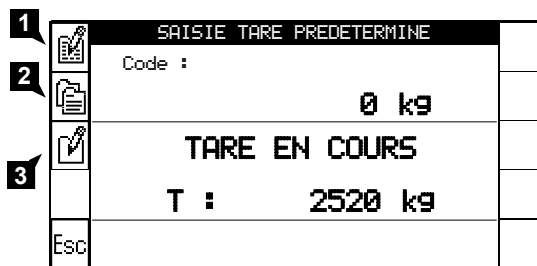 1
SAISIE TARE PREDETERMINE
Code :
2
0 kg
TARE EN COURS
3
T : 2520 kg
Esc